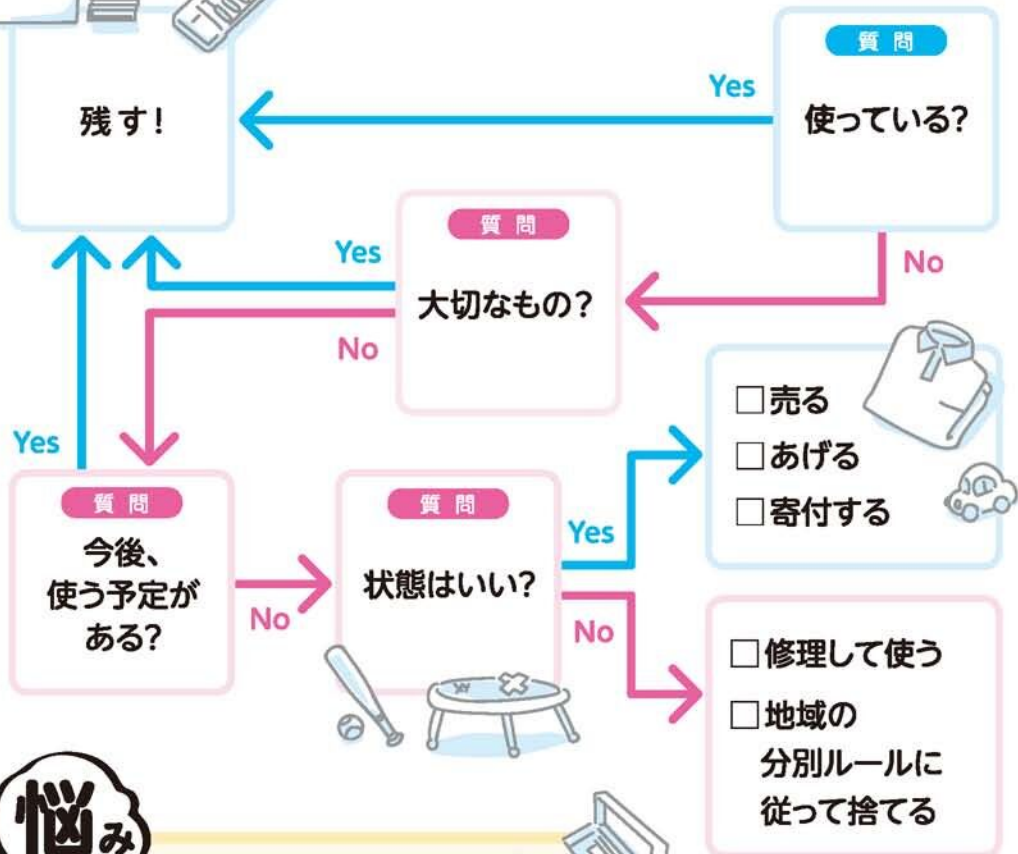 質問
使っている?
Yes
残す!
No
質問
大切なもの?
Yes
No
質問
今後、
使う予定が
ある?
Yes
No
質問
状態はいい?
Yes
□売る
□あげる
□寄付する
No
□修理して使う
□地域の
分別ルールに
従って捨てる
悩み